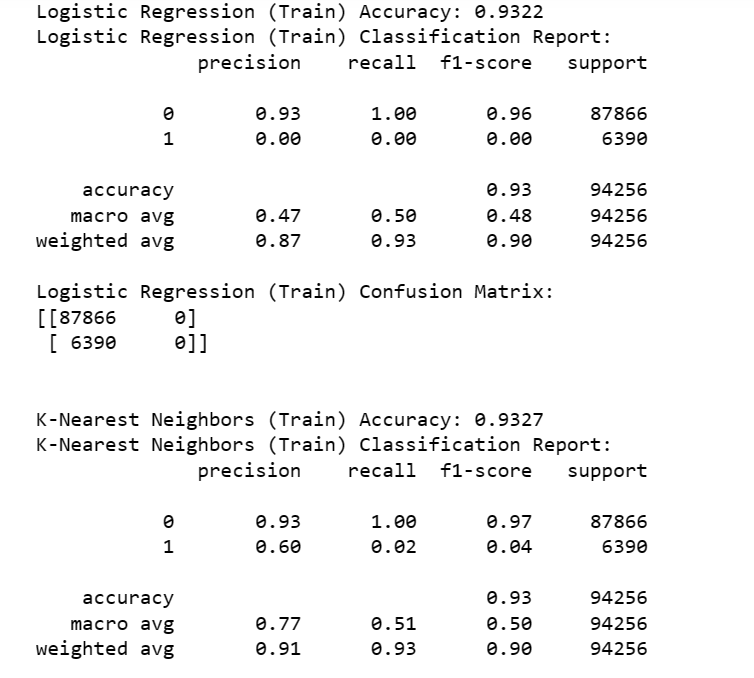 Logistic Regression (Train) Accuracy: 0.9322
Logistic Regression (Train) Classification Report:
              precision    recall  f1-score   support

           0       0.93      1.00      0.96     87866
           1       0.00      0.00      0.00      6390

    accuracy                           0.93     94256
   macro avg       0.47      0.50      0.48     94256
weighted avg       0.87      0.93      0.90     94256

Logistic Regression (Train) Confusion Matrix:
[[87866     0]
 [ 6390     0]]


K-Nearest Neighbors (Train) Accuracy: 0.9327
K-Nearest Neighbors (Train) Classification Report:
              precision    recall  f1-score   support

           0       0.93      1.00      0.97     87866
           1       0.60      0.02      0.04      6390

    accuracy                           0.93     94256
   macro avg       0.77      0.51      0.50     94256
weighted avg       0.91      0.93      0.90     94256